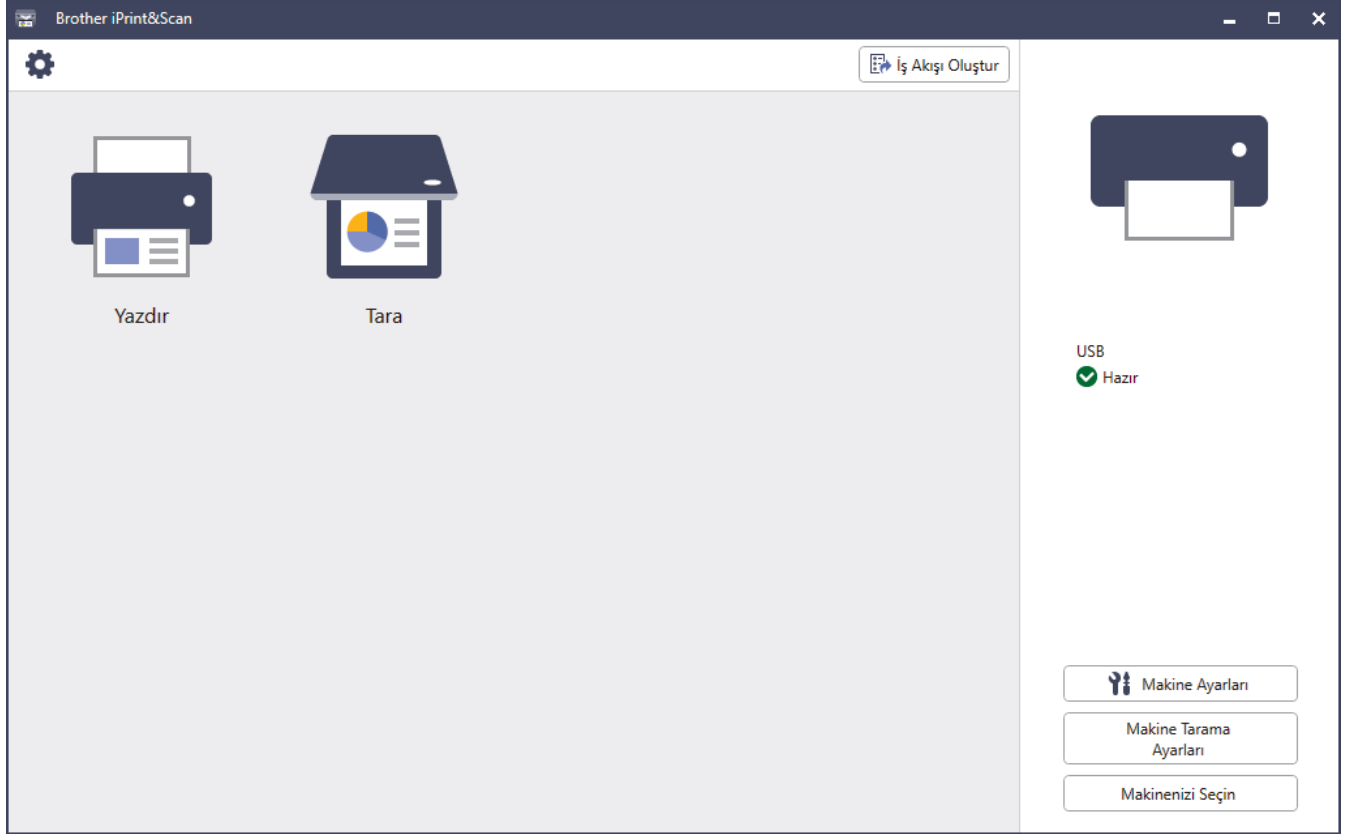 Brother iPrint&Scan
İş Akışı Oluştur
Yazdır
Tara
USB
Hazır
Makine Ayarları
Makine Tarama
Ayarları
Makinenizi Seçin